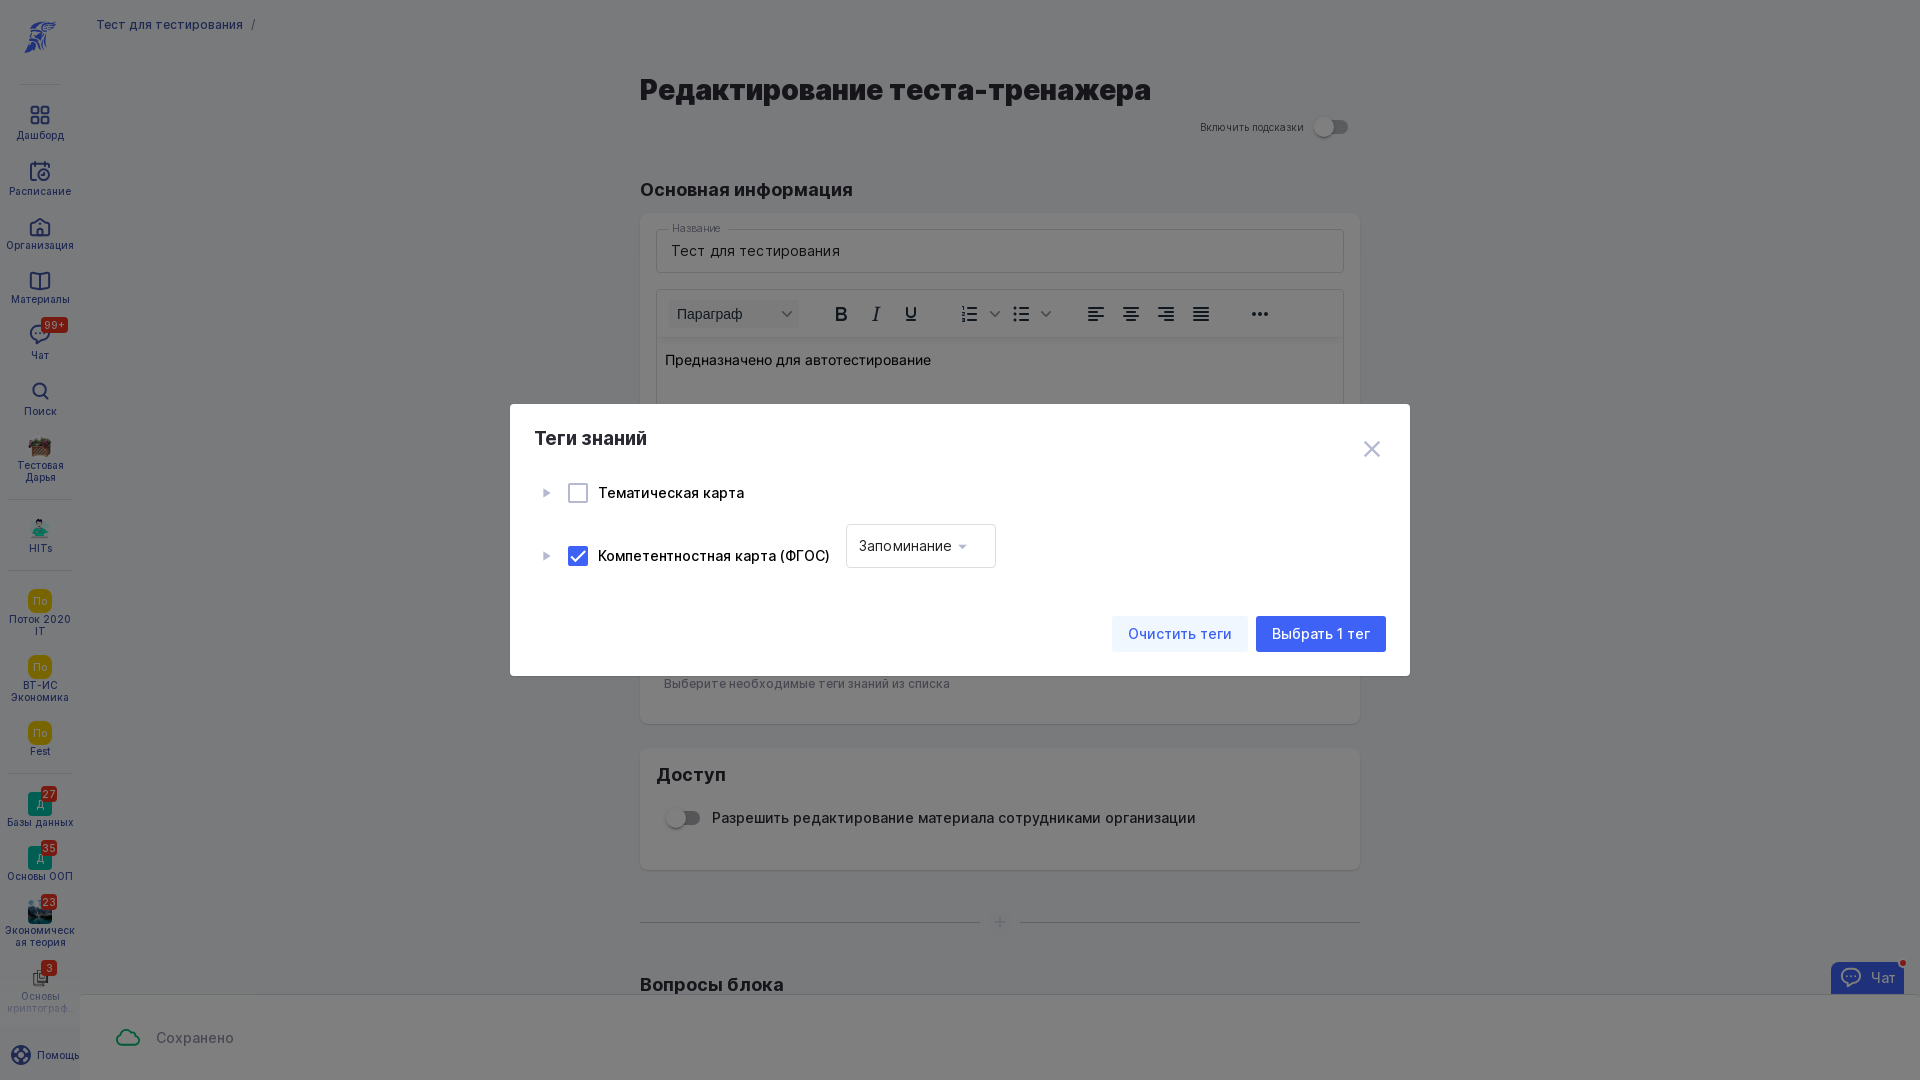 Тест для тестирования /
Дашборд
Расписание
Организация
Материалы
99+
Чат
Поиск
Тестовая
Дарья
HITs
По
Поток 2020
IT
По
ВТ-ИС
Экономика
По
Fest
27
Д
Базы данных
35
Д
Основы ООП
23
Экономическ
ая теория
3
Основы
криптограф...
Помощь
Редактирование теста-тренажера
Включить подсказки
Основная информация
Название
Тест для тестирования
Параграф
Предназначено для автотестирование
Теги знаний
Тематическая карта
Компетентностная карта (ФГОС)
Запоминание
Очистить теги
Выбрать 1 тег
Выберите необходимые теги знаний из списка
Доступ
Разрешить редактирование материала сотрудниками организации
Вопросы блока
Чат
Сохранено